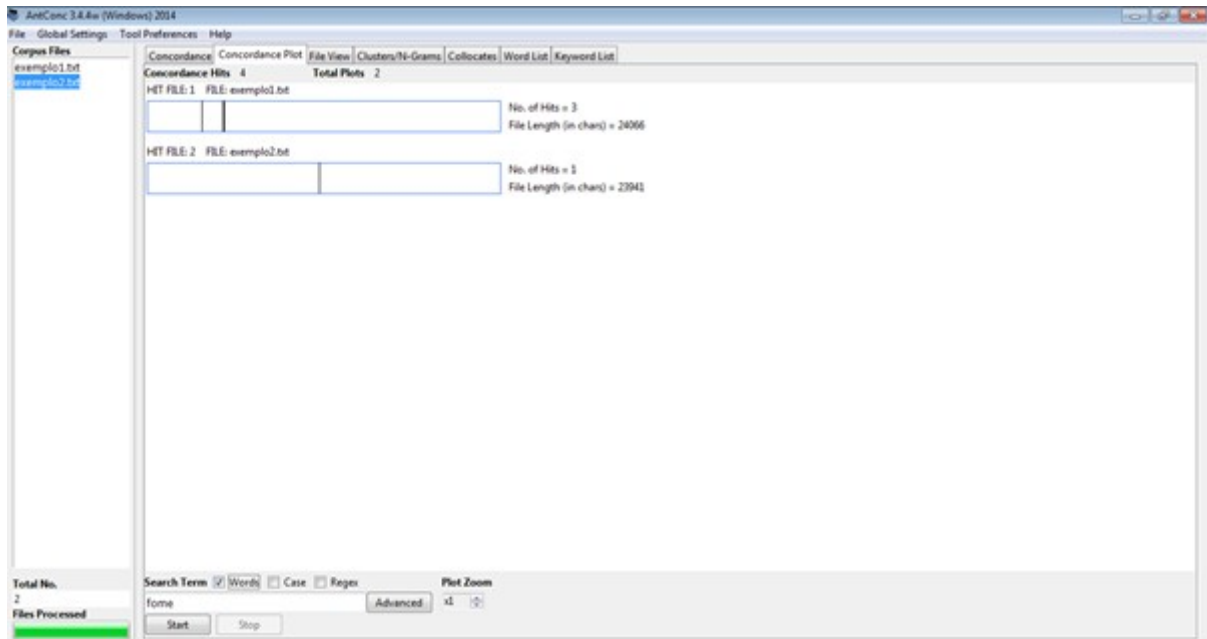 AntConc 3.4.4w (Windows) 2014
File Global Settings Tool Preferences Help
Corpus Files
exemplo1.txt
exemplo2.txt
Concordance Concordance Plot File View Clusters/N-Grams Collocates Word List Keyword List
Concordance Hits 4 Total Plots 2
HIT FILE: 1 FILE: exemplo1.txt
No. of Hits = 3
File Length (in chars) = 24066
HIT FILE: 2 FILE: exemplo2.txt
No. of Hits = 1
File Length (in chars) = 23941
Total No.
2
Files Processed
Search Term Words Case Regex Plot Zoom
fome Advanced x1
Start Stop